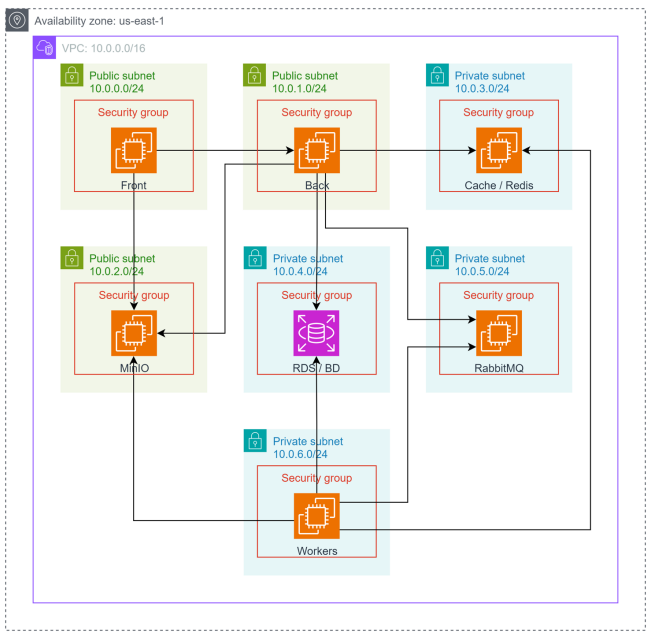 Availability zone: us-east-1
VPC: 10.0.0.0/16
Public subnet
10.0.0.0/24
Security group
Front
Public subnet
10.0.1.0/24
Security group
Back
Private subnet
10.0.3.0/24
Security group
Cache / Redis
Public subnet
10.0.2.0/24
Security group
MinIO
Private subnet
10.0.4.0/24
Security group
RDS / BD
Private subnet
10.0.5.0/24
Security group
RabbitMQ
Private subnet
10.0.6.0/24
Security group
Workers